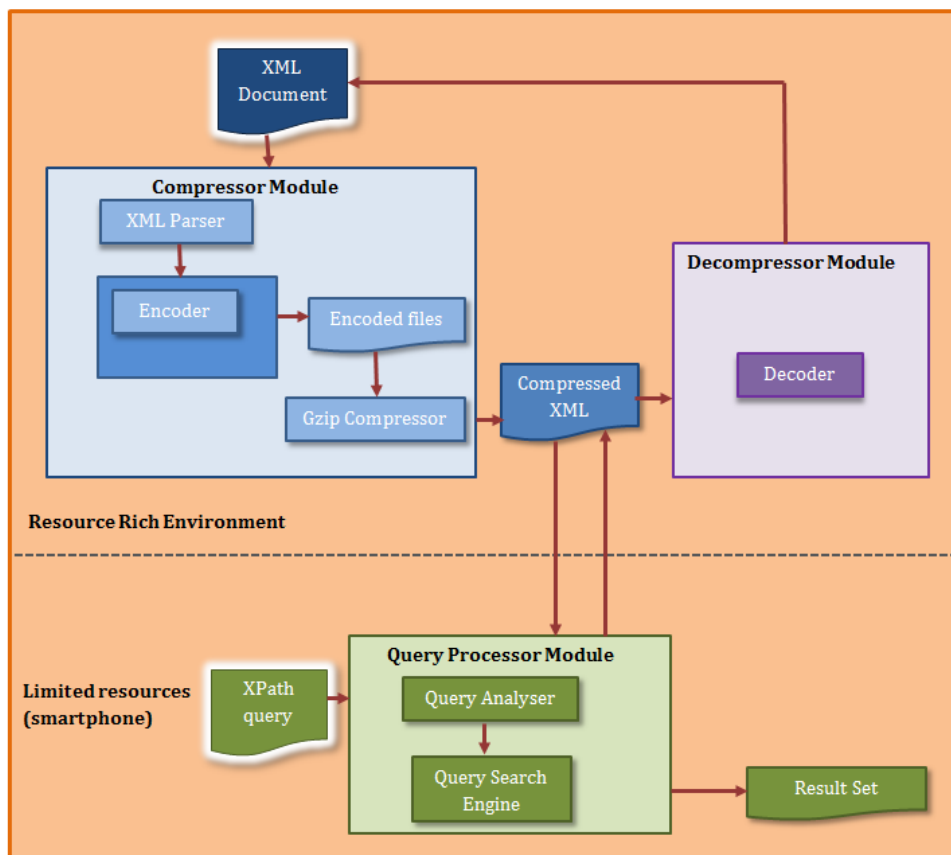 XML
Document
Compressor Module
XML Parser
Encoder
Encoded files
Gzip Compressor
Compressed
XML
Decompressor Module
Decoder
Resource Rich Environment
Limited resources
(smartphone)
XPath
query
Query Processor Module
Query Analyser
Query Search
Engine
Result Set